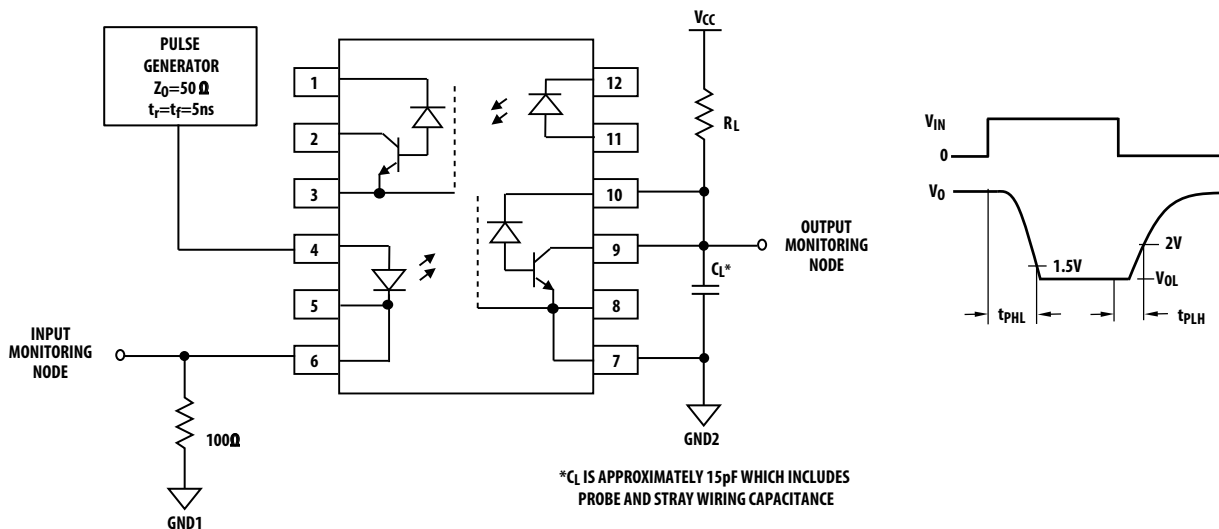 PULSE
GENERATOR
Z0=50 Ω
tr=tf=5ns
1
2
3
4
5
6
12
11
10
9
8
7
VCC
RL
CL*
OUTPUT
MONITORING
NODE
INPUT
MONITORING
NODE
100Ω
GND1
GND2
*CL IS APPROXIMATELY 15pF WHICH INCLUDES
PROBE AND STRAY WIRING CAPACITANCE
VIN
0
VO
2V
1.5V
VOL
tPHL
tPLH